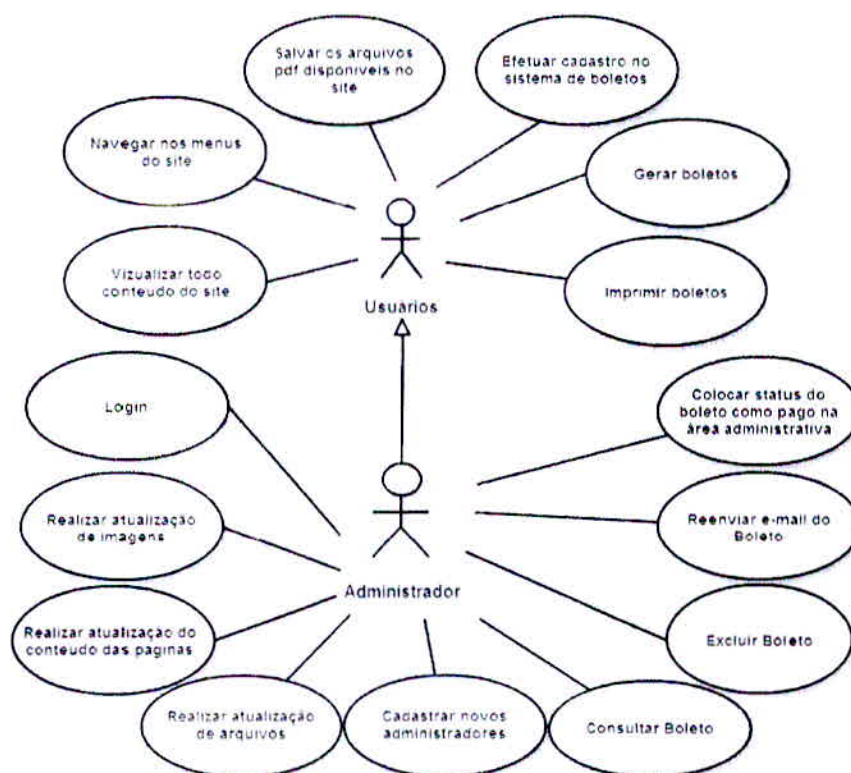 Salvar os arquivos
pdf disponiveis no
site
Efetuar cadastro no
sistema de boletos
Navegar nos menus
do site
Gerar boletos
Vizualizar todo
conteudo do site
Imprimir boletos
Usuários
Login
Colocar status do
boleto como pago na
área administrativa
Realizar atualização
de imagens
Reenviar e-mail do
Boleto
Administrador
Realizar atualização do
conteudo das paginas
Excluir Boleto
Realizar atualização
de arquivos
Cadastrar novos
administradores
Consultar Boleto